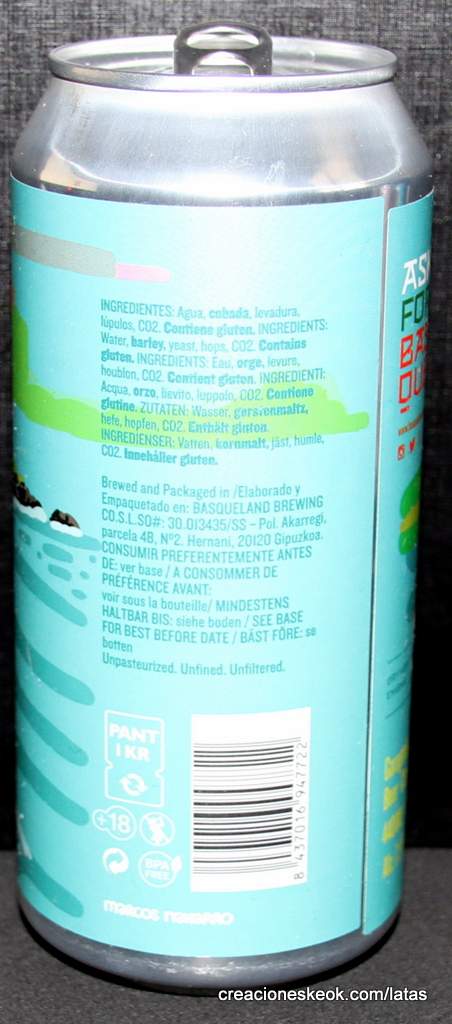 INGREDIENTES: Agua, cebada, levadura,
lúpulos, CO2. Contiene gluten. INGREDIENTS:
Water, barley, yeast, hops, CO2. Contains
gluten. INGREDIENTS: Eau, orge, levure,
houblon, CO2. Contient gluten. INGREDIENTI:
Acqua, orzo, lievito, luppolo, CO2. Contiene
glutine. ZUTATEN: Wasser, gerstenmaltz,
hefe, hopfen, CO2. Enthält gluten.
INGREDIENSER: Vatten, kornmalt, jäst, humle,
CO2. Innehåller gluten.
Brewed and Packaged in /Elaborado y
Empaquetado en: BASQUELAND BREWING
CO.S.L.SO#: 30.013435/SS – Pol. Akarregi,
parcela 4B, Nº2. Hernani, 20120 Gipuzkoa.
CONSUMIR PREFERENTEMENTE ANTES
DE: ver base / A CONSOMMER DE
PRÉFÉRENCE AVANT:
voir sous la bouteille/ MINDESTENS
HALTBAR BIS: siehe boden / SEE BASE
FOR BEST BEFORE DATE / BÄST FÖRE: se
botten
Unpasteurized. Unfined. Unfiltered.
PANT
1 KR
+18
BPA
FREE
8 437016 947722
marcos navarro
AS
FO
BA
QU
creacioneskeok.com/latas